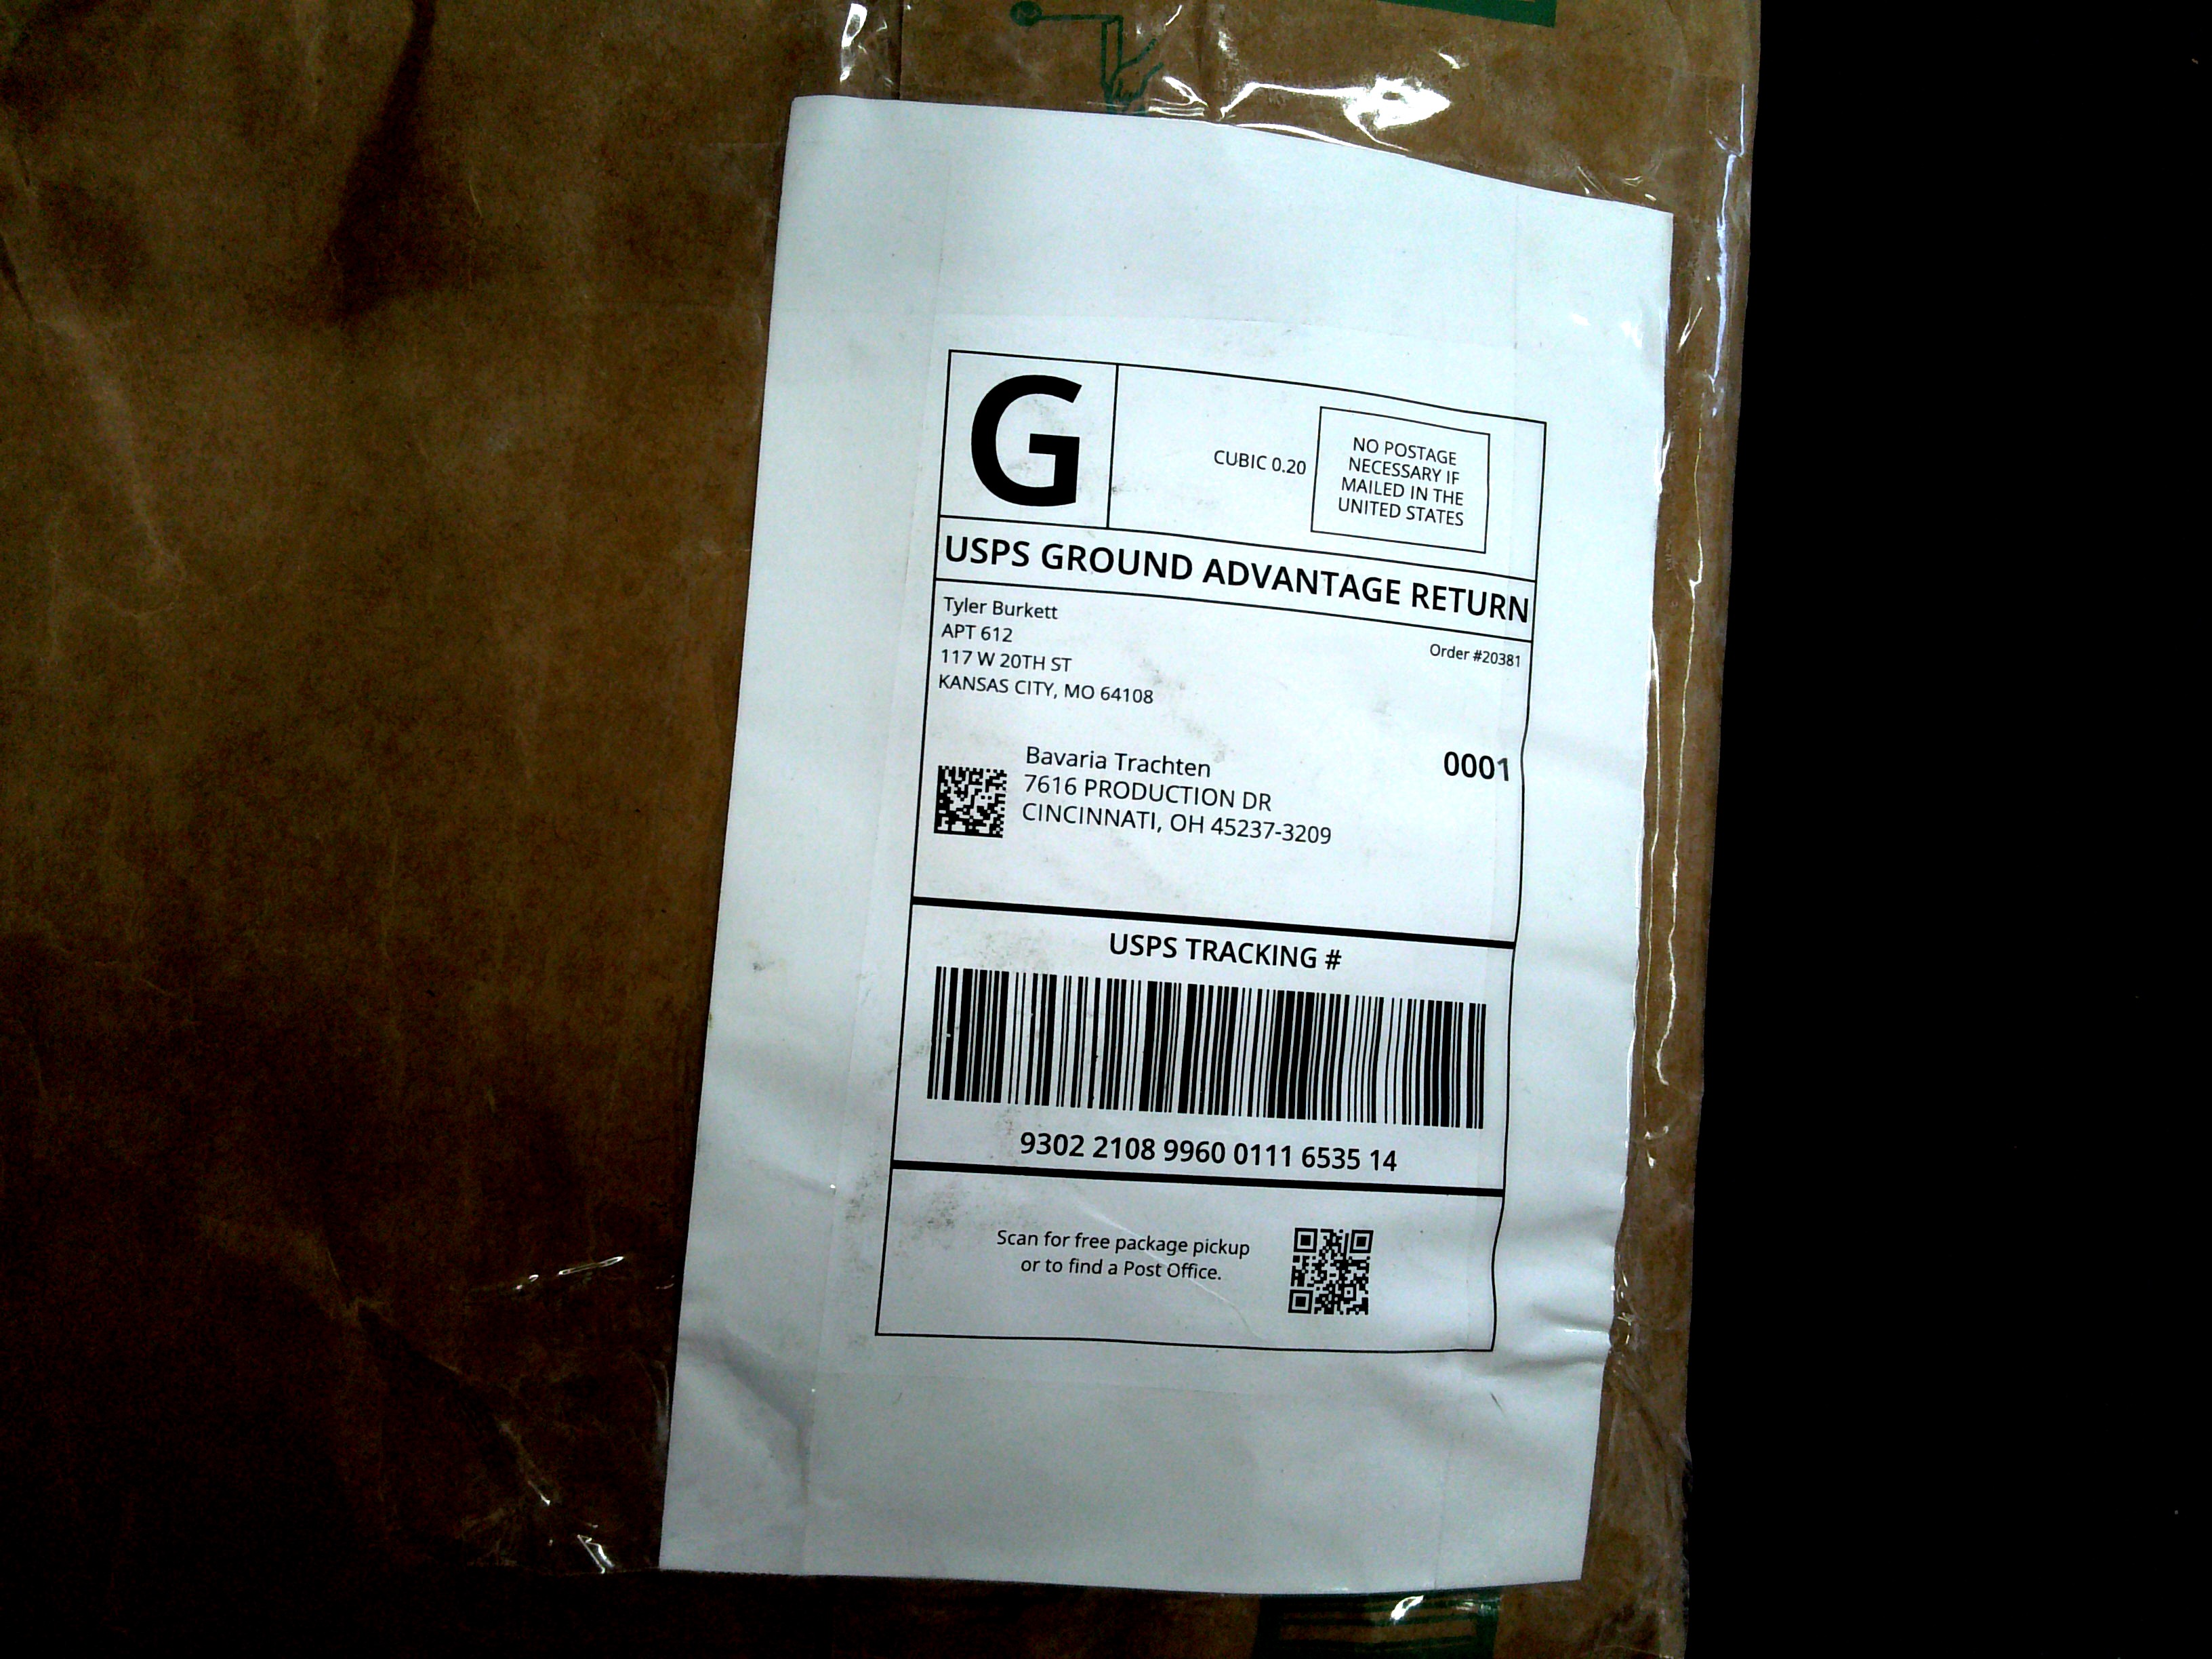 G
CUBIC 0.20
NO POSTAGE
NECESSARY IF
MAILED IN THE
UNITED STATES
USPS GROUND ADVANTAGE RETURN
Tyler Burkett
APT 612
117 W 20TH ST
KANSAS CITY, MO 64108
Order #20381
0001
Bavaria Trachten
7616 PRODUCTION DR
CINCINNATI, OH 45237-3209
USPS TRACKING #
9302 2108 9960 0111 6535 14
Scan for free package pickup
or to find a Post Office.